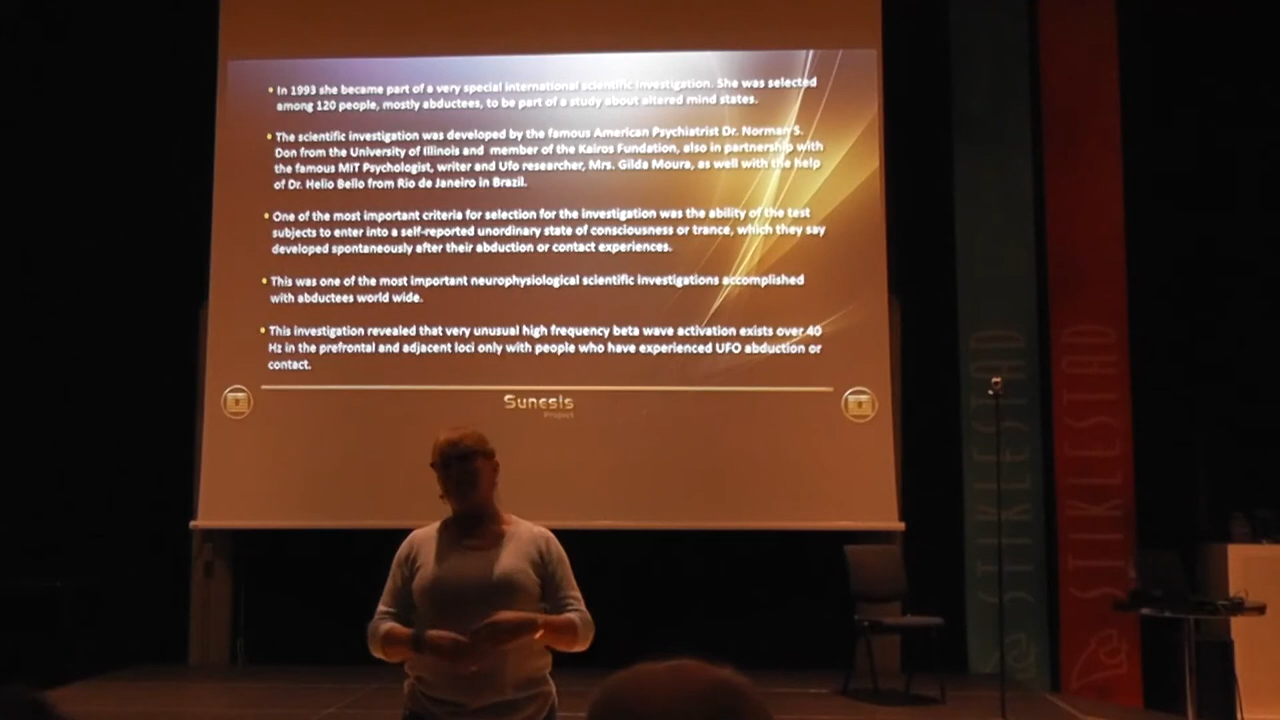 • In 1993 she became part of a very special international scientific investigation. She was selected
among 120 people, mostly abductees, to be part of a study about altered mind states.
• The scientific investigation was developed by the famous American Psychiatrist Dr. Norman S.
Don from the University of Illinois and member of the Kairos Foundation, also in partnership with
the famous MIT Psychologist, writer and Ufo researcher, Mrs. Gilda Moura, as well with the help
of Dr. Helio Bello from Rio de Janeiro in Brazil.
• One of the most important criteria for selection for the investigation was the ability of the test
subjects to enter into a self-reported unordinary state of consciousness or trance, which they say
developed spontaneously after their abduction or contact experiences.
• This was one of the most important neurophysiological scientific investigations accomplished
with abductees world wide.
• This investigation revealed that very unusual high frequency beta wave activation exists over 40
Hz in the prefrontal and adjacent loci only with people who have experienced UFO abduction or
contact.
Sunesis
Project
STIKLESTAD
STIKLESTAD